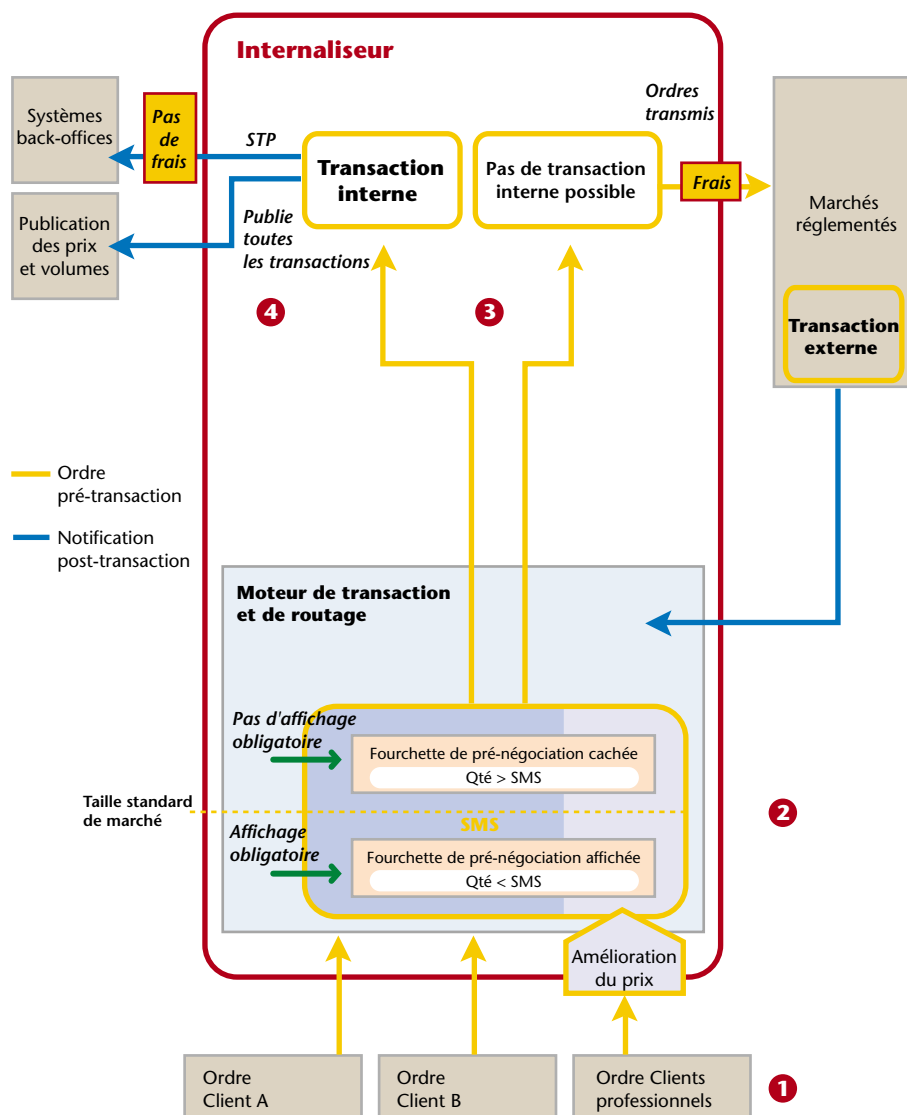 Internaliseur
Systèmes
back-offices
Pas
de
frais
STP
Transaction
interne
Pas de transaction
interne possible
Ordres
transmis
Frais
Marchés
réglementés
Publication
des prix
et volumes
Publie
toutes
les transactions
4
3
Transaction
externe
Ordre
pré-transaction
Notification
post-transaction
Moteur de transaction
et de routage
Pas d'affichage
obligatoire
Fourchette de pré-négociation cachée
Qté > SMS
Taille standard
de marché
SMS
2
Affichage
obligatoire
Fourchette de pré-négociation affichée
Qté < SMS
Amélioration
du prix
Ordre
Client A
Ordre
Client B
Ordre Clients
professionnels
1